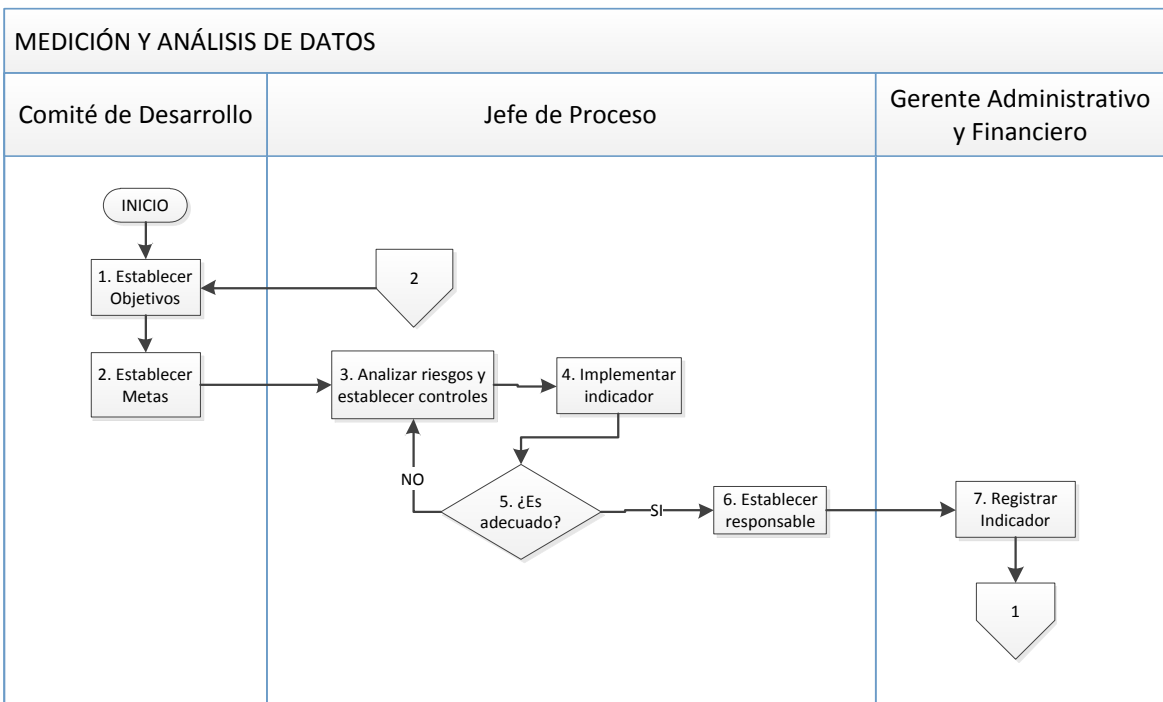 MEDICIÓN Y ANÁLISIS DE DATOS
Comité de Desarrollo
Jefe de Proceso
Gerente Administrativo
y Financiero
INICIO
1. Establecer
Objetivos
2
2. Establecer
Metas
3. Analizar riesgos y
establecer controles
4. Implementar
indicador
NO
5. ¿Es
adecuado?
SI
6. Establecer
responsable
7. Registrar
Indicador
1